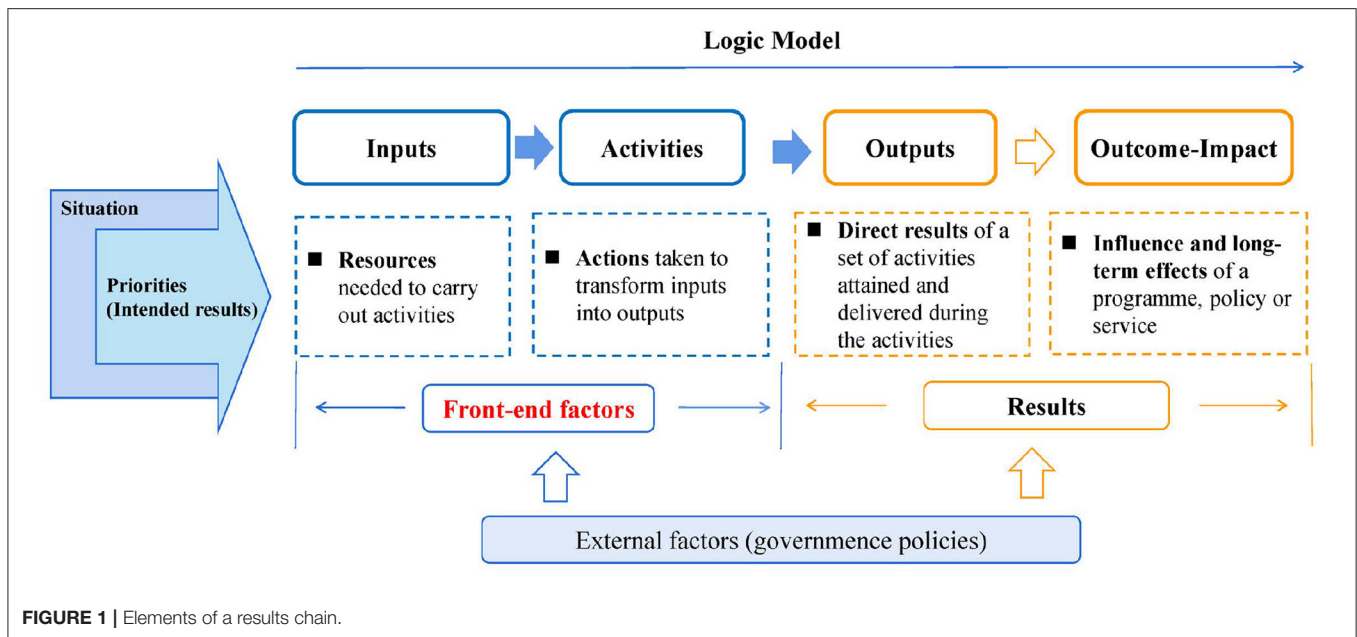 Logic Model
Inputs
Activities
Outputs
Outcome-Impact
Situation
Priorities
(Intended results)
■ Resources
needed to carry
out activities
■ Actions taken to
transform inputs
into outputs
■ Direct results of a
set of activities
attained and
delivered during
the activities
■ Influence and long-
term effects of a
programme, policy or
service
Front-end factors
Results
External factors (governmence policies)
FIGURE 1 | Elements of a results chain.